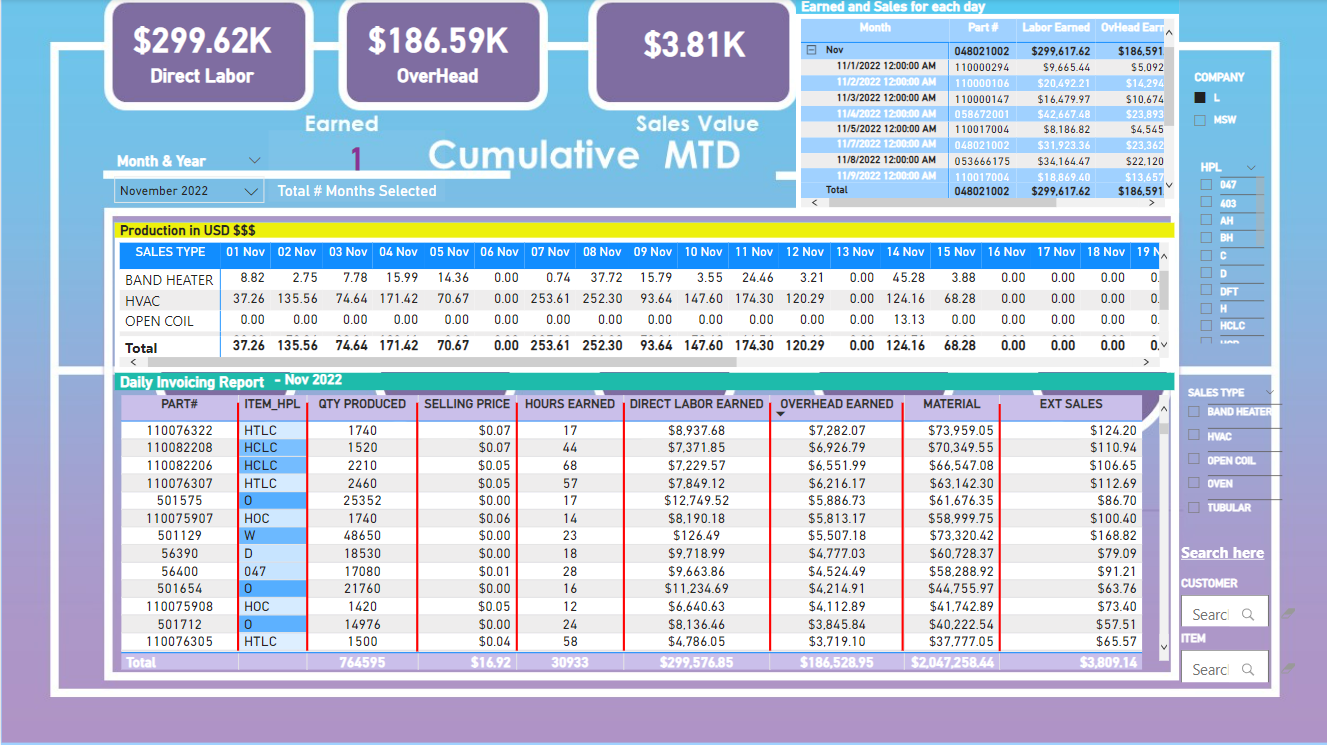 $299.62K
Direct Labor
$186.59K
OverHead
$3.81K
Earned
Sales Value
Cumulative MTD
Month & Year
November 2022
1
Total # Months Selected
Earned and Sales for each day
Month Part # Labor Earned OvHead Earn
Nov 048021002 $299,617.62 $186,591
11/1/2022 12:00:00 AM 110000294 $9,665.44 $5,092
11/2/2022 12:00:00 AM 110000106 $20,492.21 $14,294
11/3/2022 12:00:00 AM 110000147 $16,479.97 $10,674
11/4/2022 12:00:00 AM 058672001 $42,667.48 $23,893
11/5/2022 12:00:00 AM 110017004 $8,186.82 $4,545
11/7/2022 12:00:00 AM 048021002 $31,923.36 $23,362
11/8/2022 12:00:00 AM 053666175 $34,164.47 $22,120
11/9/2022 12:00:00 AM 110017004 $18,869.40 $13,657
Total 048021002 $299,617.62 $186,591
COMPANY
L
MSW
HPL
047
403
AH
BH
C
D
DFT
H
HCLC
Production in USD $$$
SALES TYPE 01 Nov 02 Nov 03 Nov 04 Nov 05 Nov 06 Nov 07 Nov 08 Nov 09 Nov 10 Nov 11 Nov 12 Nov 13 Nov 14 Nov 15 Nov 16 Nov 17 Nov 18 Nov 19 N
BAND HEATER 8.82 2.75 7.78 15.99 14.36 0.00 0.74 37.72 15.79 3.55 24.46 3.21 0.00 45.28 3.88 0.00 0.00 0.00 0.
HVAC 37.26 135.56 74.64 171.42 70.67 0.00 253.61 252.30 93.64 147.60 174.30 120.29 0.00 124.16 68.28 0.00 0.00 0.00 0.
OPEN COIL 0.00 0.00 0.00 0.00 0.00 0.00 0.00 0.00 0.00 0.00 0.00 0.00 0.00 13.13 0.00 0.00 0.00 0.00 0.
Total 37.26 135.56 74.64 171.42 70.67 0.00 253.61 252.30 93.64 147.60 174.30 120.29 0.00 124.16 68.28 0.00 0.00 0.00 0.
Daily Invoicing Report - Nov 2022
PART# ITEM_HPL QTY PRODUCED SELLING PRICE HOURS EARNED DIRECT LABOR EARNED OVERHEAD EARNED MATERIAL EXT SALES
110076322 HTLC 1740 $0.07 17 $8,937.68 $7,282.07 $73,959.05 $124.20
110082208 HCLC 1520 $0.07 44 $7,371.85 $6,926.79 $70,349.55 $110.94
110082206 HCLC 2210 $0.05 68 $7,229.57 $6,551.99 $66,547.08 $106.65
110076307 HTLC 2460 $0.05 57 $7,849.12 $6,216.17 $63,142.30 $112.69
501575 O 25352 $0.00 17 $12,749.52 $5,886.73 $61,676.35 $86.70
110075907 HOC 1740 $0.06 14 $8,190.18 $5,813.17 $58,999.75 $100.40
501129 W 48650 $0.00 23 $126.49 $5,507.18 $73,320.42 $168.82
56390 D 18530 $0.00 18 $9,718.99 $4,777.03 $60,728.37 $79.09
56400 047 17080 $0.01 28 $9,663.86 $4,524.49 $58,288.92 $91.21
501654 O 21760 $0.00 16 $11,234.69 $4,214.91 $44,755.97 $63.76
110075908 HOC 1420 $0.05 12 $6,640.63 $4,112.89 $41,742.89 $73.40
501712 O 14976 $0.00 24 $8,136.46 $3,845.84 $40,222.54 $57.51
110076305 HTLC 1500 $0.04 58 $4,786.05 $3,719.10 $37,777.05 $65.57
Total 764595 $16.92 30933 $299,576.85 $186,528.95 $2,047,258.44 $3,809.14
SALES TYPE
BAND HEATER
HVAC
OPEN COIL
OVEN
TUBULAR
Search here
CUSTOMER
Search
ITEM
Search